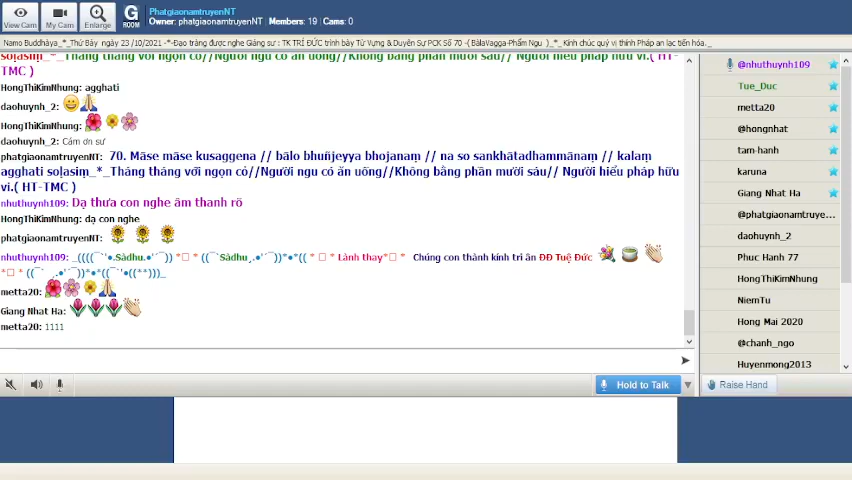 PhatgiaonamtruyenNT
Owner: phatgiaonamtruyenNT | Members: 19 | Cams: 0
View Cam
My Cam
Enlarge
G
ROOM
Namo Buddhàya _*_Thứ Bảy ngày 23 /10/2021 -*-Đạo tràng được nghe Giảng sư : TK TRÍ ĐỨC trình bày Từ Vựng & Duyên Sự PCK Số 70 -( BàlaVagga-Phẩm Ngu )_*_ Kính chúc quý vị thính Pháp an lạc tiến hóa._
soḷasiṃ_*_Tháng tháng với ngọn cỏ//Người ngu có ăn uống//Không bằng phần mười sáu// Người hiểu pháp hữu vi.( HT-
TMC )
HongThiKimNhung: agghati
daohuynh_2:
HongThiKimNhung:
daohuynh_2: Cám ơn sư
phatgiaonamtruyenNT: 70. Māse māse kusaggena // bālo bhuñjeyya bhojanaṃ // na so sankhātadhammānaṃ // kalaṃ
agghati soḷasiṃ_*_Tháng tháng với ngọn cỏ//Người ngu có ăn uống//Không bằng phần mười sáu// Người hiểu pháp hữu
vi.( HT-TMC )
nhuthuynh109: Dạ thưa con nghe âm thanh rõ
HongThiKimNhung: dạ con nghe
phatgiaonamtruyenNT:
nhuthuynh109: _((((¯`'●.Sàdhu.●'´¯)) *□ * ((¯`Sàdhu¸.●'´¯)*●*(( * □ * Lành thay*□ * Chúng con thành kính tri ân ĐĐ Tuệ Đức
*□ * ((¯ ¸.●'´¯)*●*((¯`'●((**)))_
metta20:
Giang Nhat Ha:
metta20: 1111
Hold to Talk
Raise Hand
@nhuthuynh109
Tue_Duc
metta20
@hongnhat
tam-hanh
karuna
Giang Nhat Ha
@phatgiaonamtruye...
daohuynh_2
Phuc Hanh 77
HongThiKimNhung
NiemTu
Hong Mai 2020
@chanh_ngo
Huyenmong2013